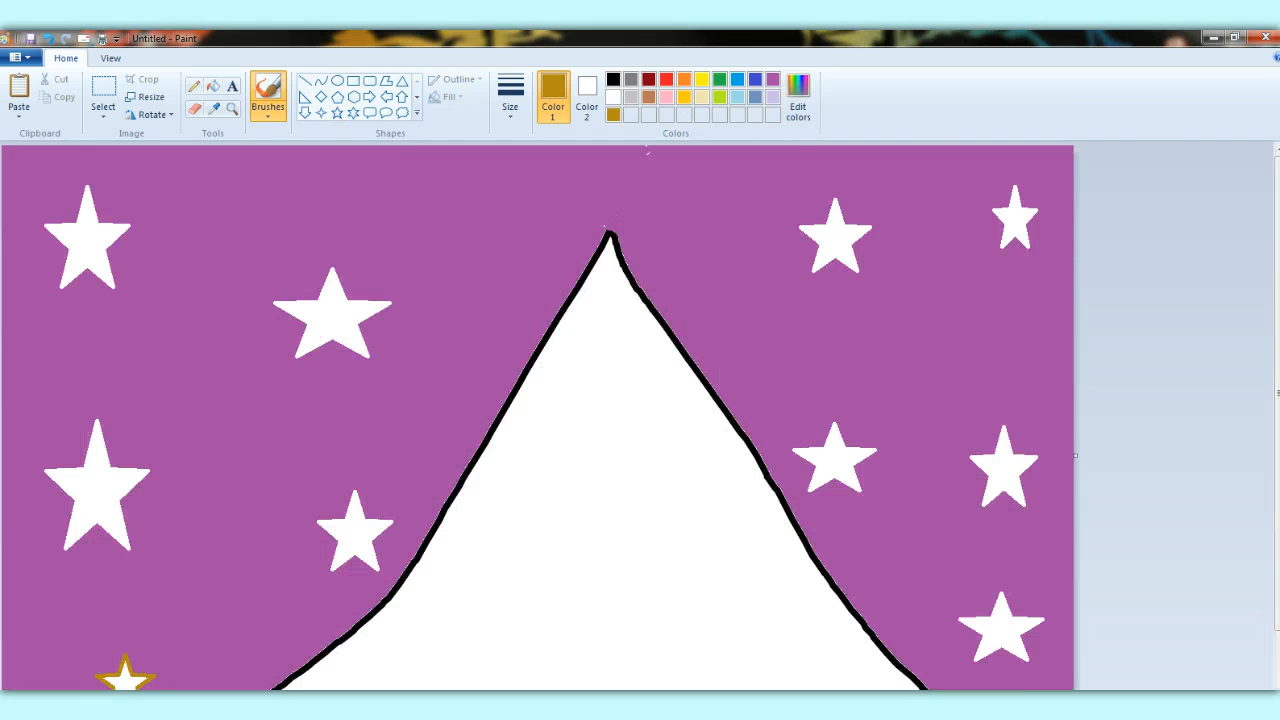 Untitled - Paint
Home View
Paste
Cut
Copy
Clipboard
Select
Crop
Resize
Rotate
Image
A
Tools
Brushes
Outline
Fill
Shapes
Size
Color 1
Color 2
Edit colors
Colors